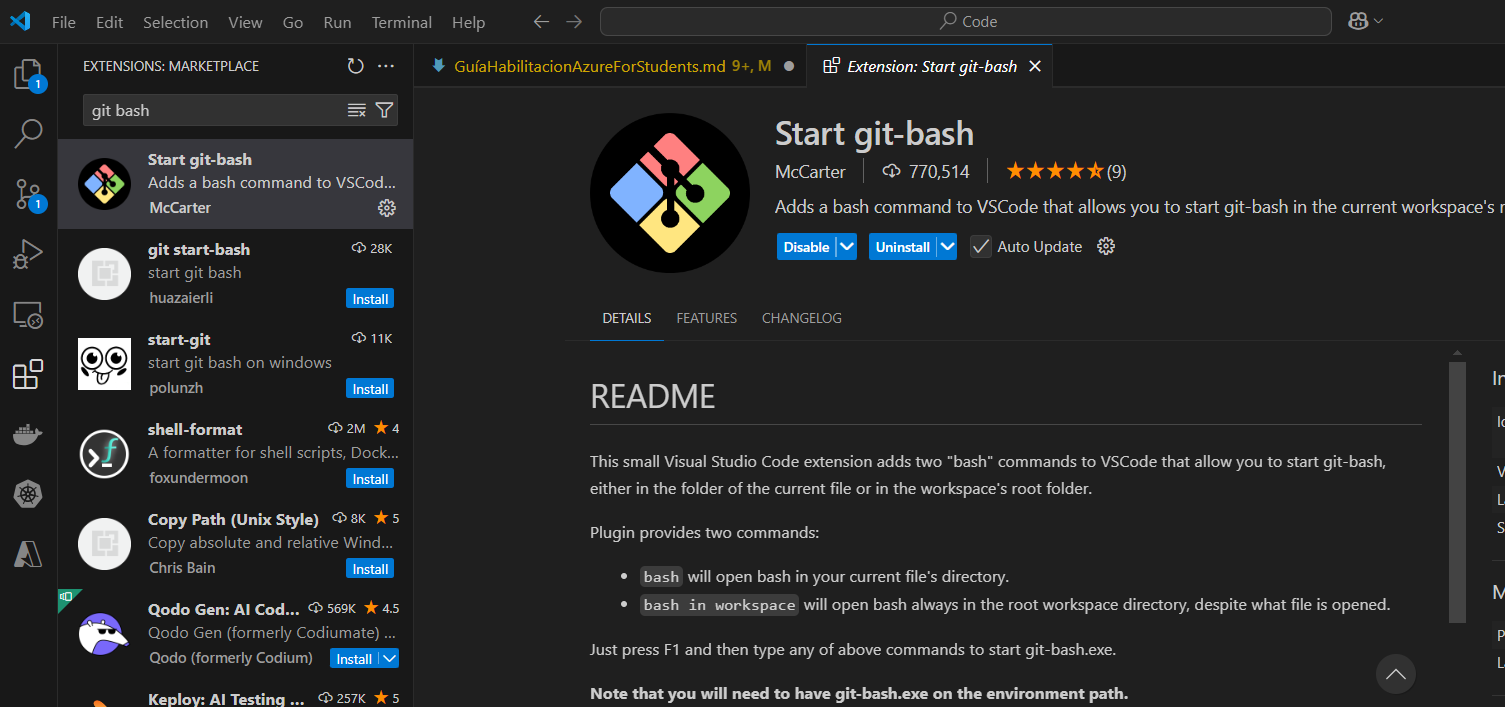 File Edit Selection View Go Run Terminal Help
Code
EXTENSIONS: MARKETPLACE
git bash
1
1
Start git-bash
Adds a bash command to VSCod...
McCarter
git start-bash 28K
start git bash
huazaierli Install
start-git 11K
start git bash on windows
polunzh Install
shell-format 2M 4
A formatter for shell scripts, Dock...
foxundermoon Install
Copy Path (Unix Style) 8K 5
Copy absolute and relative Wind...
Chris Bain Install
Qodo Gen: AI Cod... 569K 4.5
Qodo Gen (formerly Codiumate) ...
Qodo (formerly Codium) Install
Keploy: AI Testing ... 257K 5
GuíaHabilitacionAzureForStudents.md 9+, M
Extension: Start git-bash
Start git-bash
McCarter 770,514 (9)
Adds a bash command to VSCode that allows you to start git-bash in the current workspace's r
Disable Uninstall Auto Update
DETAILS FEATURES CHANGELOG
README
This small Visual Studio Code extension adds two "bash" commands to VSCode that allow you to start git-bash,
either in the folder of the current file or in the workspace's root folder.
Plugin provides two commands:
• bash will open bash in your current file's directory.
• bash in workspace will open bash always in the root workspace directory, despite what file is opened.
Just press F1 and then type any of above commands to start git-bash.exe.
Note that you will need to have git-bash.exe on the environment path.